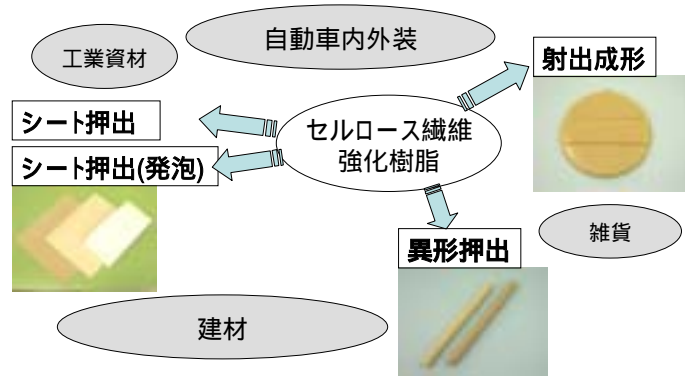 自動車内外装
工業資材
射出成形
シート押出
セルロース繊維
強化樹脂
シート押出(発泡)
雑貨
異形押出
建材